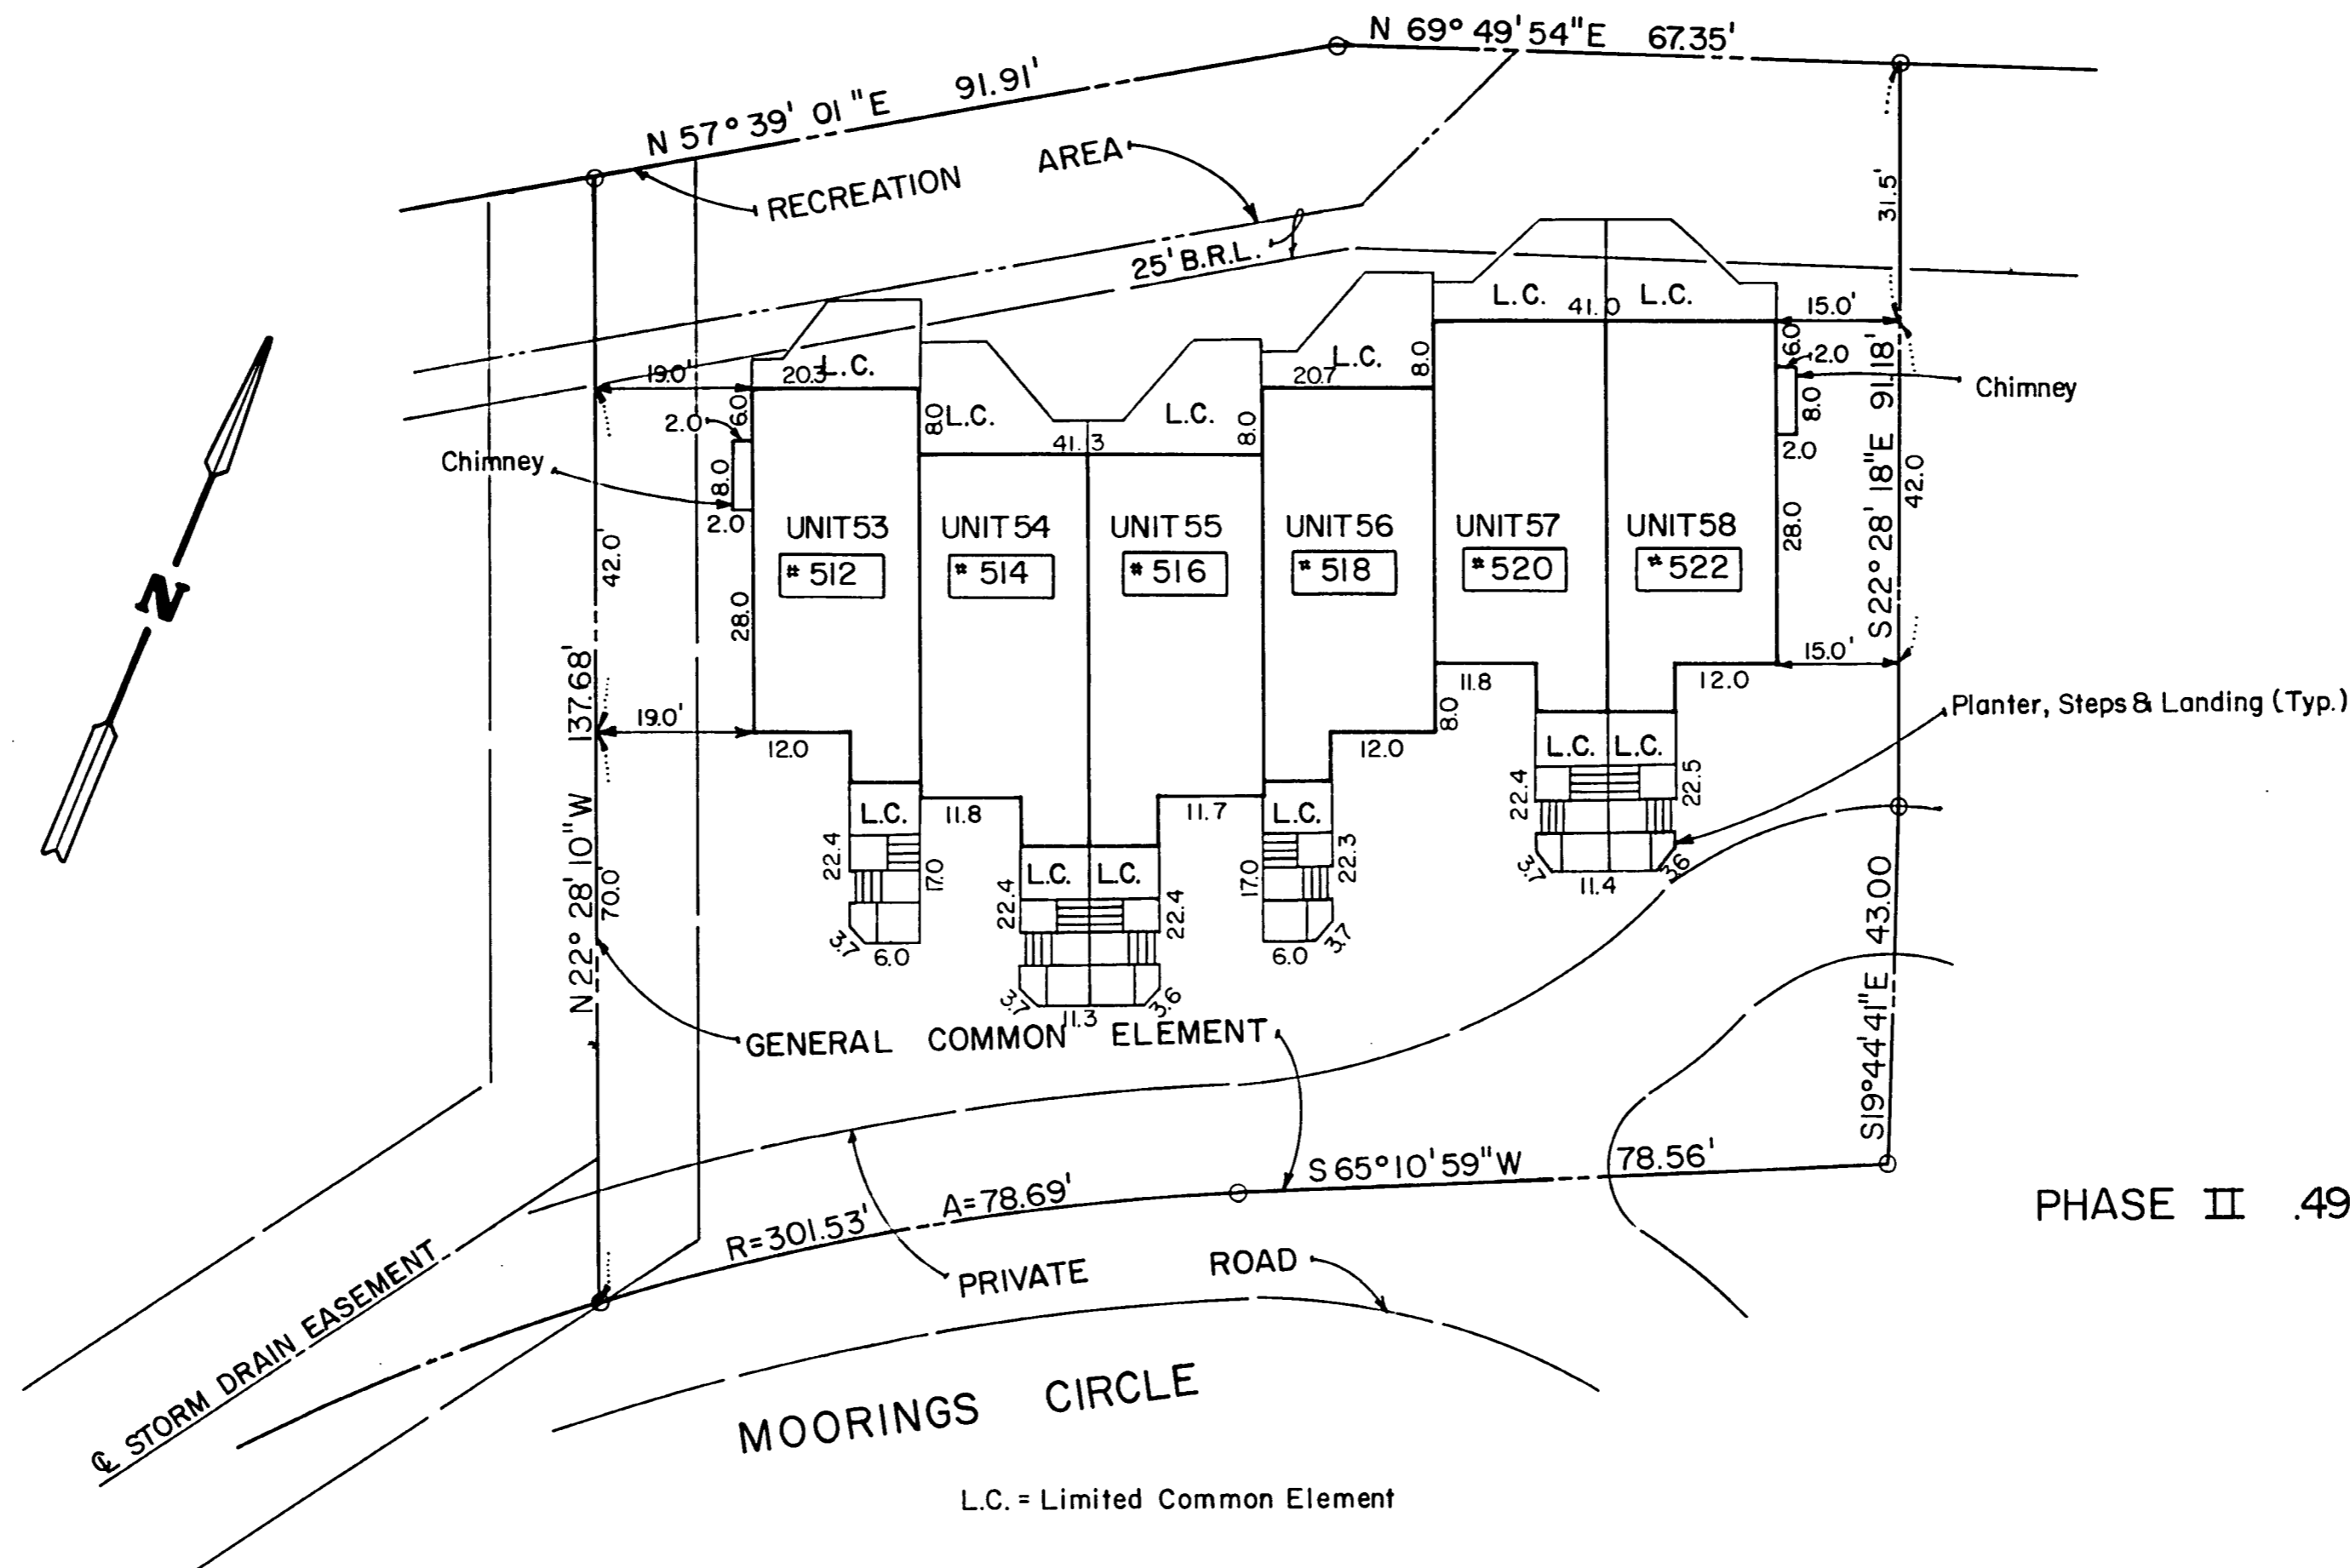 N 69° 49' 54"E 67.35'
N 57° 39' 01"E 91.91'
RECREATION AREA
25' B.R.L.
31.5'
L.C. 41.0 L.C. 15.0'
19.0' 20.3 L.C.
20.7 L.C. 8.0
6.0 2.0
Chimney
8.0
2.0
2.0 6.0
8.0 L.C. 41.3 L.C. 8.0
Chimney
8.0
2.0
S 22° 28' 18"E 91.18'
42.0
UNIT 53 UNIT 54 UNIT 55 UNIT 56 UNIT 57 UNIT 58
# 512 # 514 # 516 # 518 # 520 # 522
28.0
42.0'
28.0
N
N 22° 28' 10"W 137.68'
15.0'
11.8 12.0
8.0
Planter, Steps & Landing (Typ.)
19.0'
12.0 12.0
L.C. L.C.
22.4 22.5
L.C. 11.8 11.7 L.C.
22.4 17.0 17.0 22.3
3.7 11.4 3.6
L.C. L.C.
22.4 22.4
70.0'
3.7 6.0 6.0 3.7
3.7 11.3 3.6
S 19° 44' 41"E 43.00
GENERAL COMMON ELEMENT
S 65° 10' 59"W 78.56'
R=301.53' A=78.69'
PHASE II .49
PRIVATE ROAD
℄ STORM DRAIN EASEMENT
MOORINGS CIRCLE
L.C. = Limited Common Element